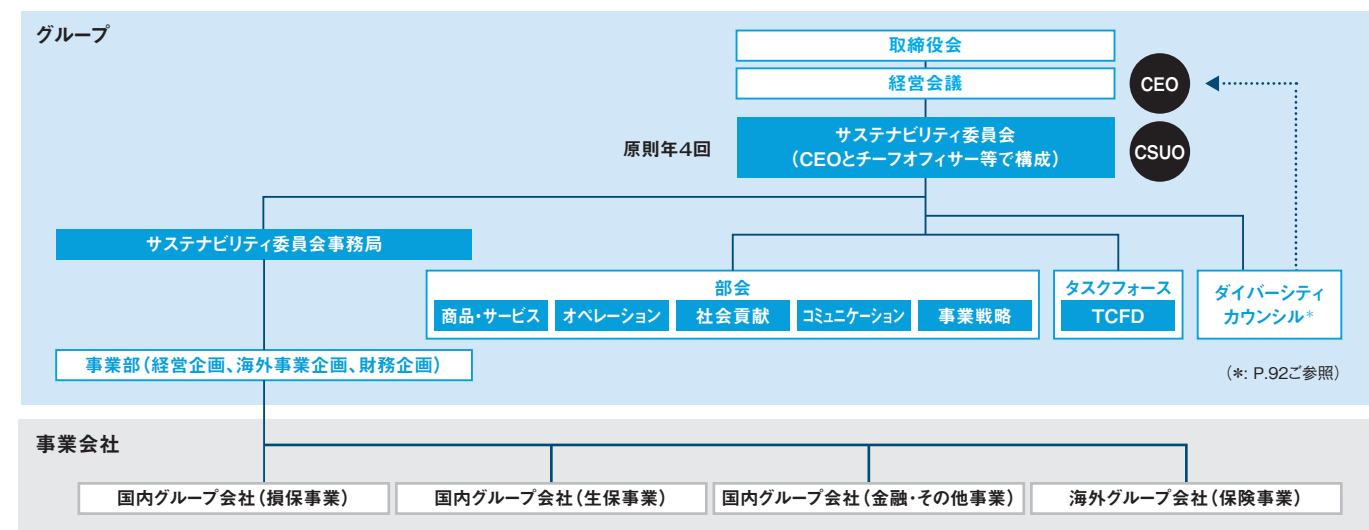 グループ
取締役会
経営会議
CEO
原則年4回
サステナビリティ委員会
(CEOとチーフオフィサー等で構成)
CSUO
サステナビリティ委員会事務局
部会
商品・サービス
オペレーション
社会貢献
コミュニケーション
事業戦略
タスクフォース
TCFD
ダイバーシティ
カウンシル*
事業部(経営企画、海外事業企画、財務企画)
(*: P.92ご参照)
事業会社
国内グループ会社(損保事業)
国内グループ会社(生保事業)
国内グループ会社(金融・その他事業)
海外グループ会社(保険事業)